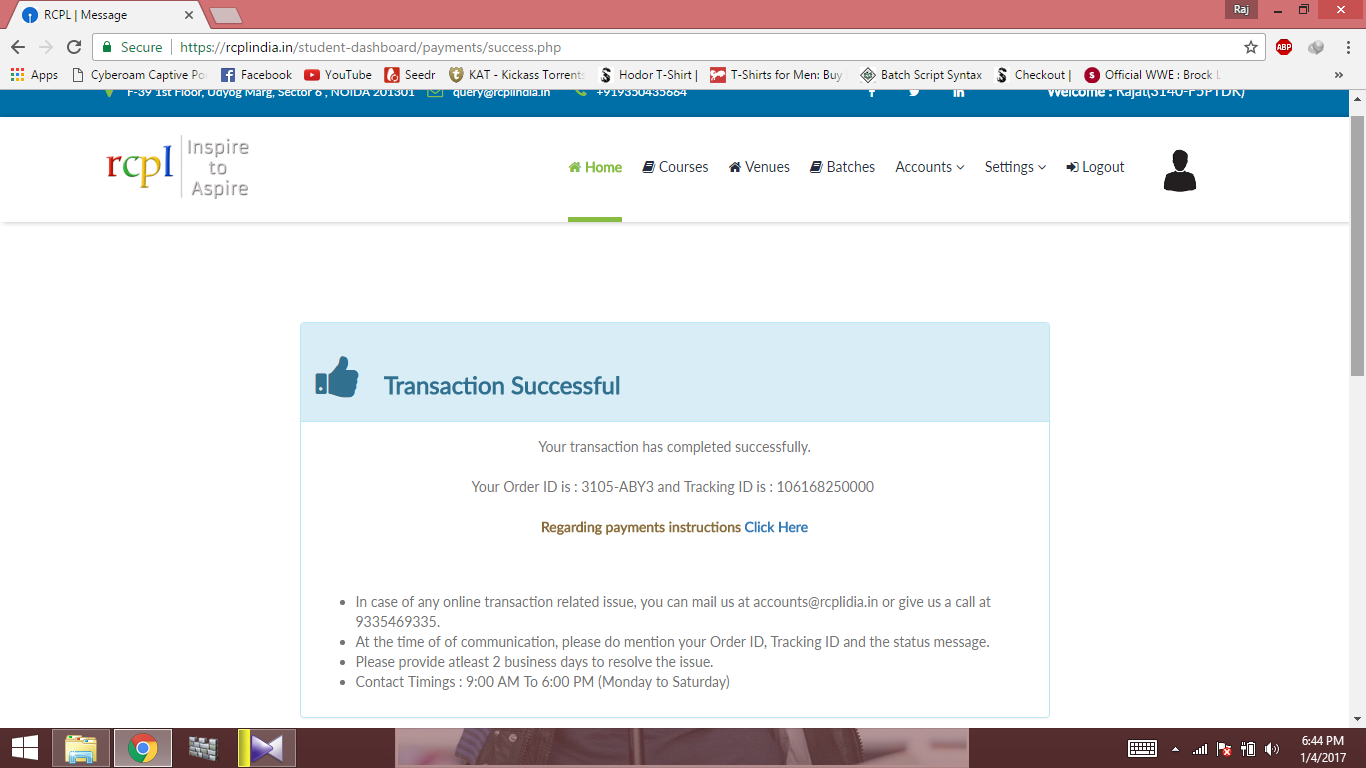 RCPL | Message
Raj
Secure
https://rcplindia.in/student-dashboard/payments/success.php
ABP
Apps
Cyberoam Captive Po
Facebook
YouTube
Seedr
KAT - Kickass Torrents
Hodor T-Shirt |
T-Shirts for Men: Buy
Batch Script Syntax
Checkout |
Official WWE : Brock L
»
F-39 1st Floor, Udyog Marg, Sector 6 , NOIDA 201301
query@rcplindia.in
+919350435664
Welcome : Rajat(3140-F5PTDK)
rcpl
Inspire
to
Aspire
Home
Courses
Venues
Batches
Accounts
Settings
Logout
Transaction Successful
Your transaction has completed successfully.
Your Order ID is : 3105-ABY3 and Tracking ID is : 106168250000
Regarding payments instructions Click Here
• In case of any online transaction related issue, you can mail us at accounts@rcplidia.in or give us a call at
9335469335.
• At the time of of communication, please do mention your Order ID, Tracking ID and the status message.
• Please provide atleast 2 business days to resolve the issue.
• Contact Timings : 9:00 AM To 6:00 PM (Monday to Saturday)
6:44 PM
1/4/2017